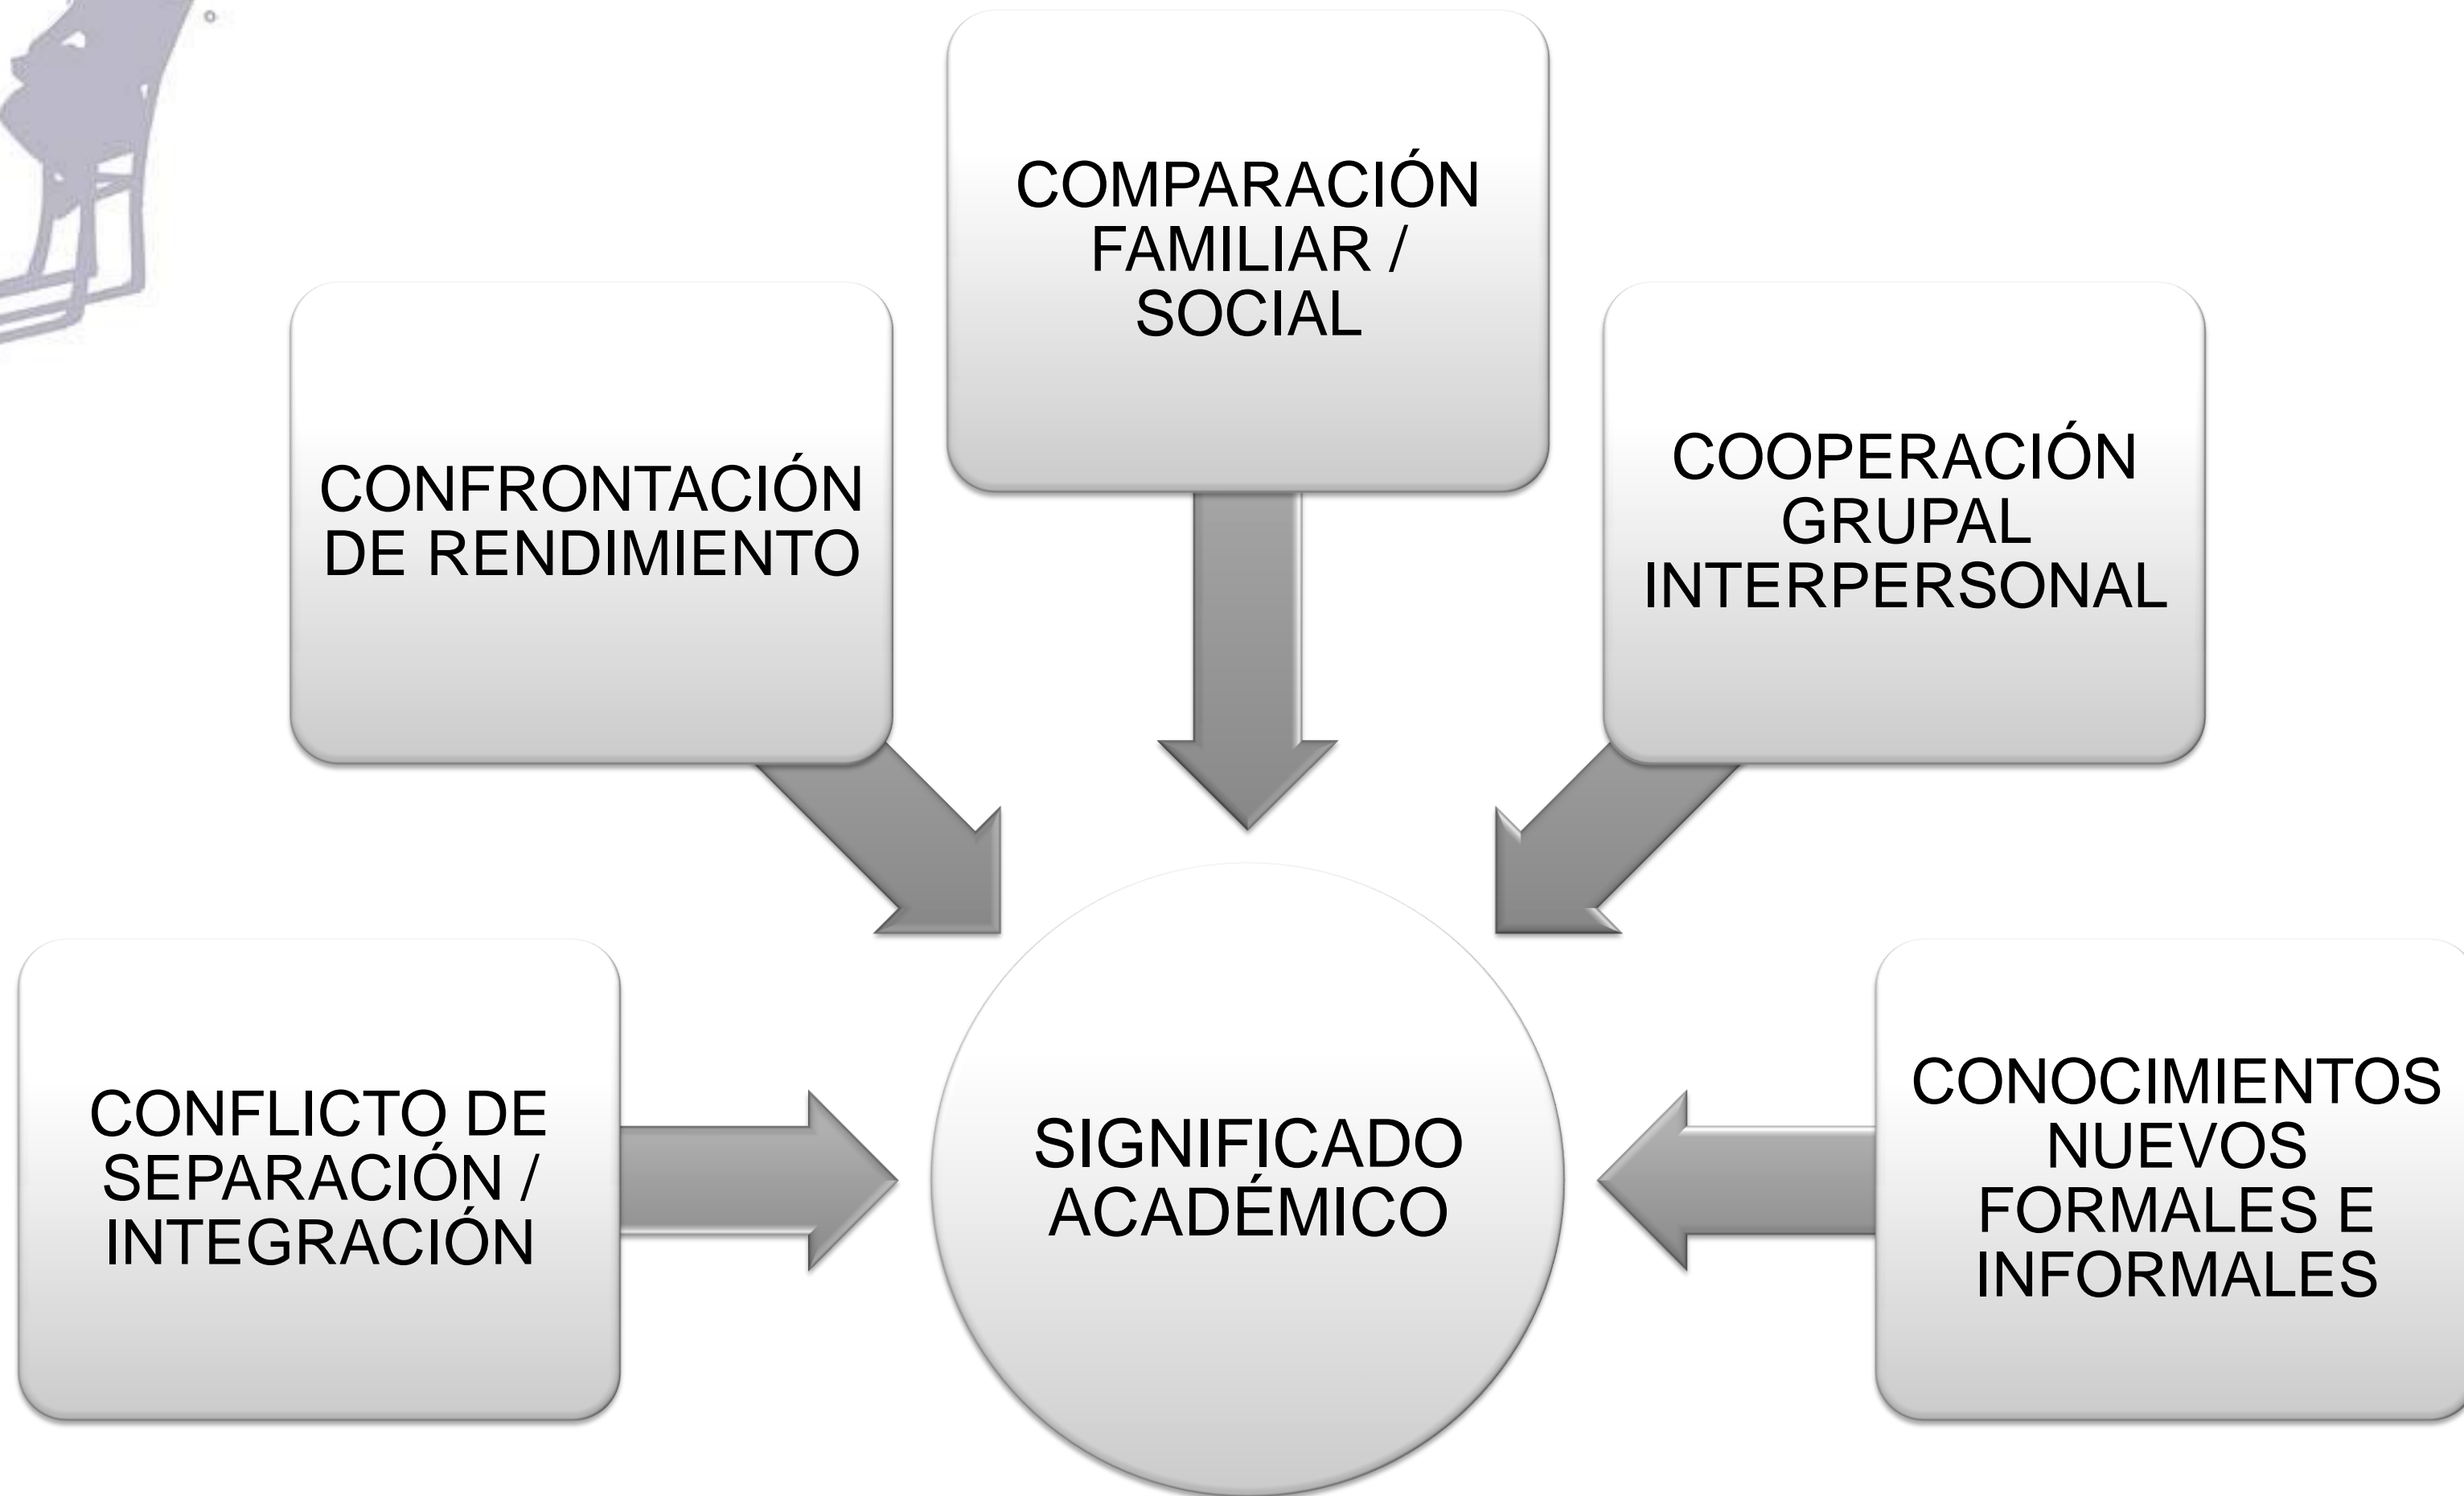 COMPARACIÓN
FAMILIAR /
SOCIAL
CONFRONTACIÓN
DE RENDIMIENTO
COOPERACIÓN
GRUPAL
INTERPERSONAL
CONFLICTO DE
SEPARACIÓN /
INTEGRACIÓN
SIGNIFICADO
ACADÉMICO
CONOCIMIENTOS
NUEVOS
FORMALES E
INFORMALES